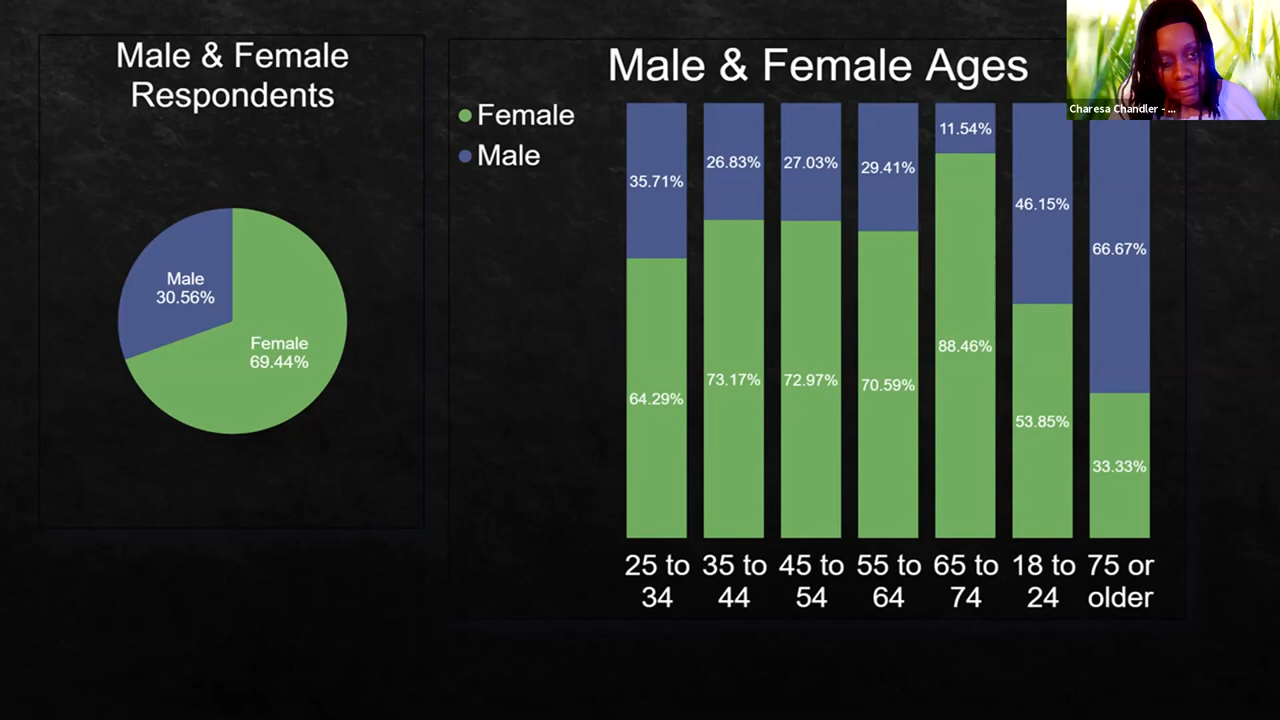 Male & Female
Respondents
Male
30.56%
Female
69.44%
Male & Female Ages
Female
Male
35.71%
26.83%
27.03%
29.41%
11.54%
46.15%
66.67%
64.29%
73.17%
72.97%
70.59%
88.46%
53.85%
33.33%
25 to
34
35 to
44
45 to
54
55 to
64
65 to
74
18 to
24
75 or
older
Charesa Chandler - ...